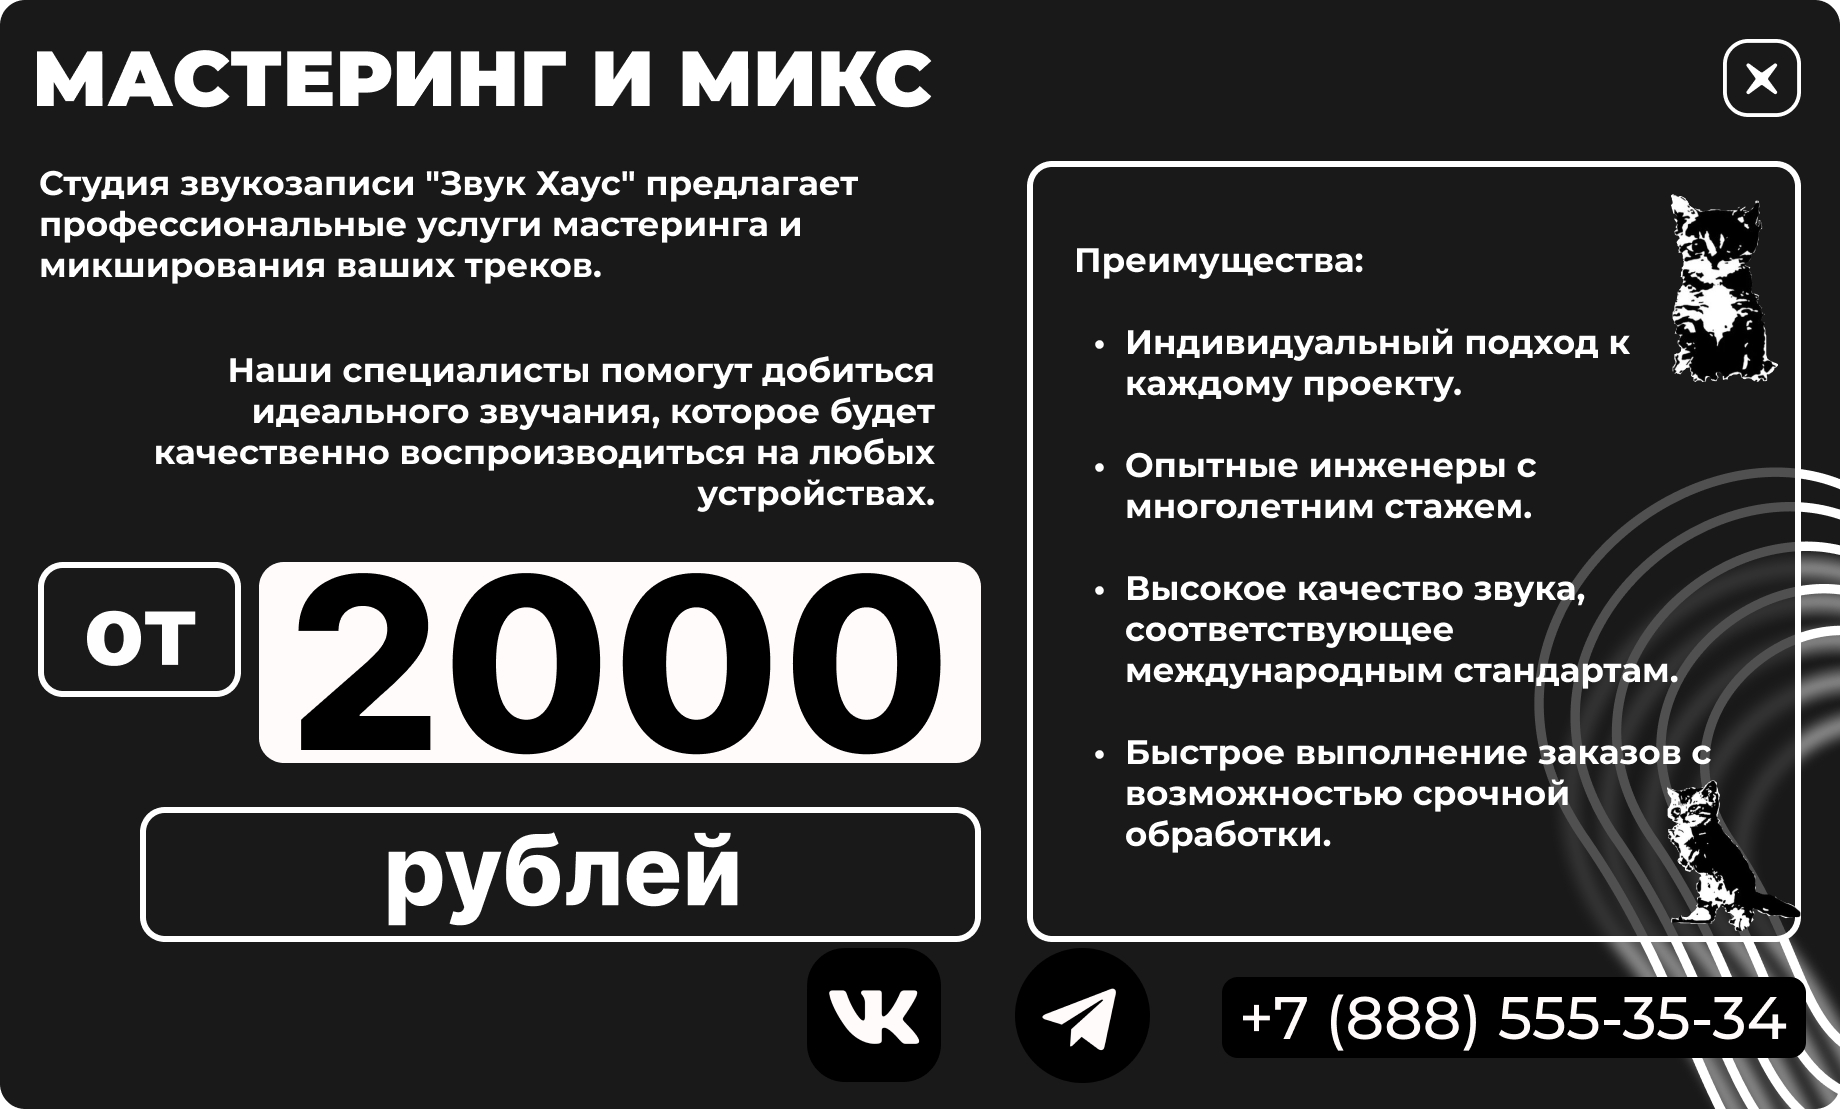 МАСТЕРИНГ И МИКС
Студия звукозаписи "Звук Хаус" предлагает
профессиональные услуги мастеринга и
микширования ваших треков.
Наши специалисты помогут добиться
идеального звучания, которое будет
качественно воспроизводиться на любых
устройствах.
от
2000
рублей
Преимущества:
• Индивидуальный подход к
каждому проекту.
• Опытные инженеры с
многолетним стажем.
• Высокое качество звука,
соответствующее
международным стандартам.
• Быстрое выполнение заказов с
возможностью срочной
обработки.
+7 (888) 555-35-34